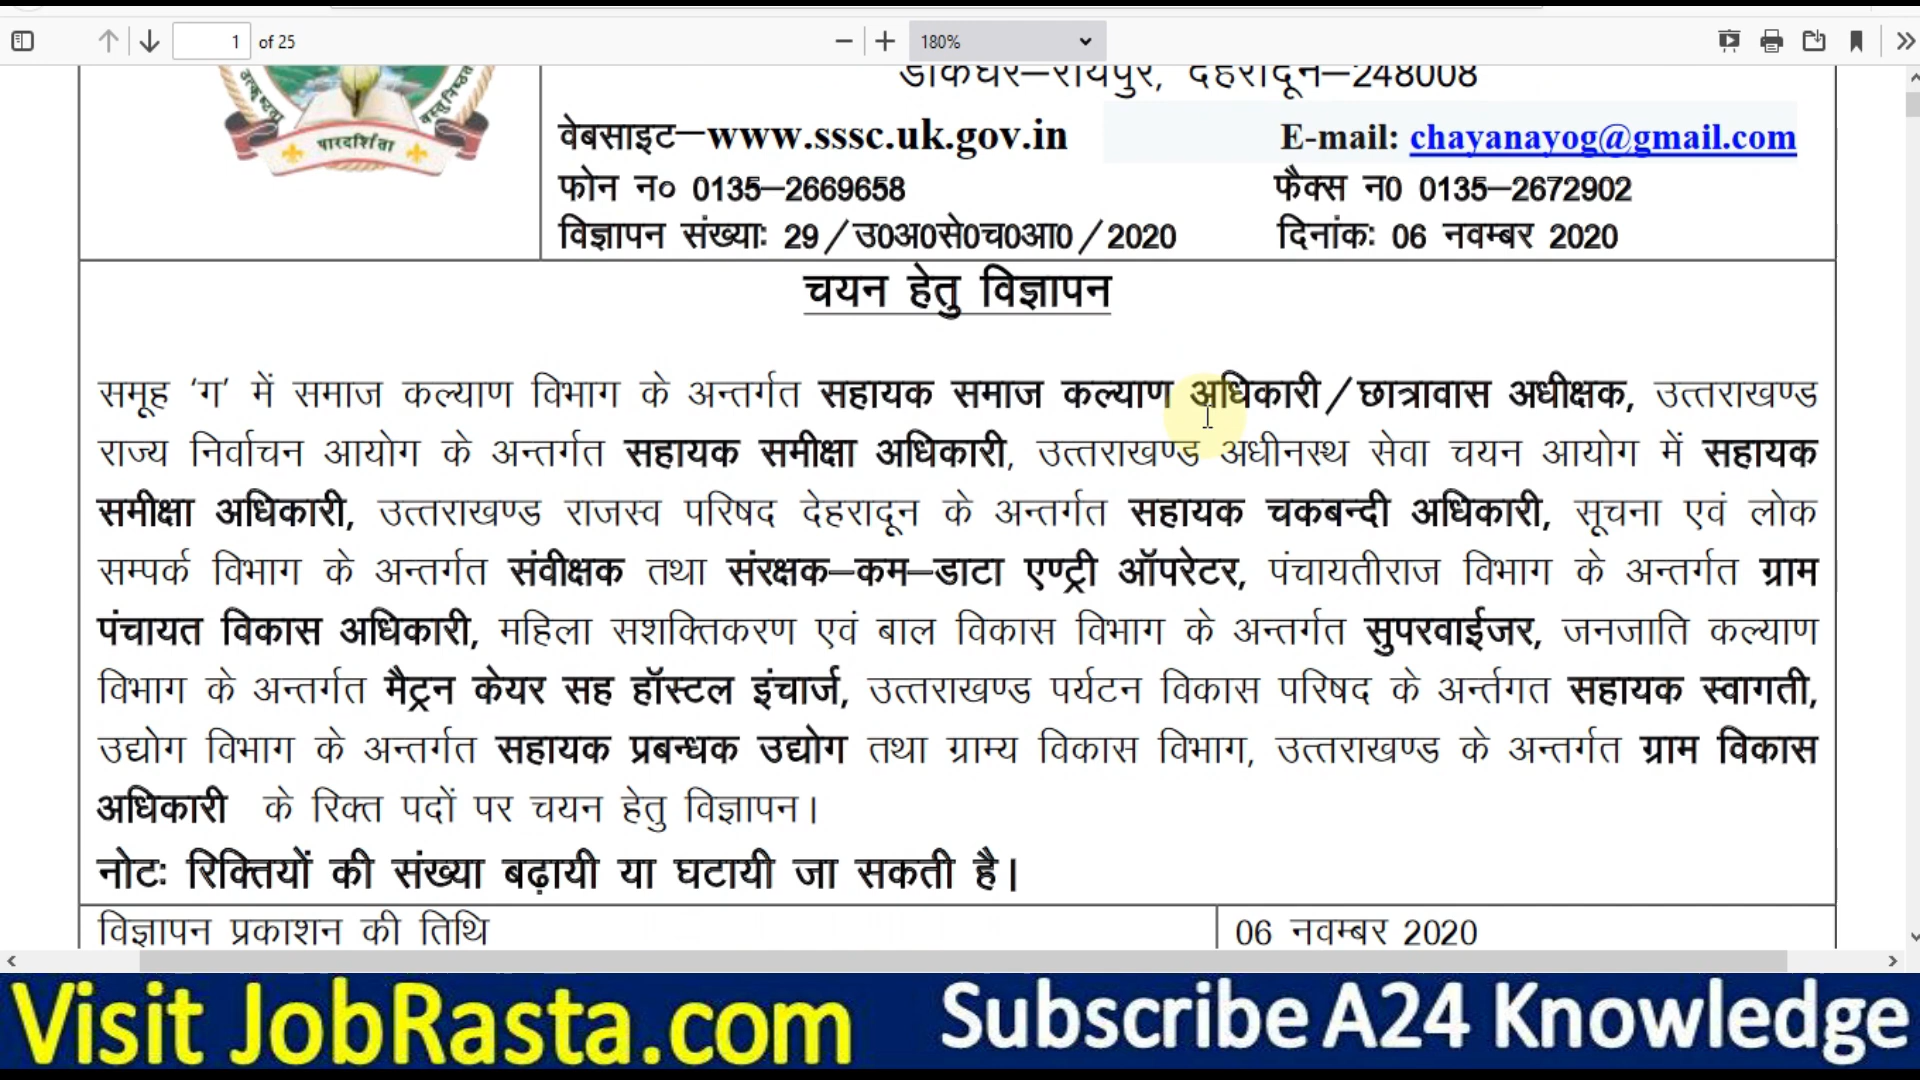 1 of 25
180%
डाकघर–रायपुर, देहरादून–248008
वेबसाइट–www.sssc.uk.gov.in E-mail: chayanayog@gmail.com
फोन न० 0135–2669658 फैक्स न0 0135–2672902
विज्ञापन संख्याः 29/उ0अ0से0च0आ0/2020 दिनांकः 06 नवम्बर 2020
पारदर्शिता
चयन हेतु विज्ञापन
समूह ‘ग’ में समाज कल्याण विभाग के अन्तर्गत सहायक समाज कल्याण अधिकारी/छात्रावास अधीक्षक, उत्तराखण्ड
राज्य निर्वाचन आयोग के अन्तर्गत सहायक समीक्षा अधिकारी, उत्तराखण्ड अधीनस्थ सेवा चयन आयोग में सहायक
समीक्षा अधिकारी, उत्तराखण्ड राजस्व परिषद देहरादून के अन्तर्गत सहायक चकबन्दी अधिकारी, सूचना एवं लोक
सम्पर्क विभाग के अन्तर्गत संवीक्षक तथा संरक्षक–कम–डाटा एण्ट्री ऑपरेटर, पंचायतीराज विभाग के अन्तर्गत ग्राम
पंचायत विकास अधिकारी, महिला सशक्तिकरण एवं बाल विकास विभाग के अन्तर्गत सुपरवाईजर, जनजाति कल्याण
विभाग के अन्तर्गत मैट्रन केयर सह हॉस्टल इंचार्ज, उत्तराखण्ड पर्यटन विकास परिषद के अर्न्तगत सहायक स्वागती,
उद्योग विभाग के अन्तर्गत सहायक प्रबन्धक उद्योग तथा ग्राम्य विकास विभाग, उत्तराखण्ड के अन्तर्गत ग्राम विकास
अधिकारी के रिक्त पदों पर चयन हेतु विज्ञापन।
नोटः रिक्तियों की संख्या बढ़ायी या घटायी जा सकती है।
विज्ञापन प्रकाशन की तिथि 06 नवम्बर 2020
Visit JobRasta.com Subscribe A24 Knowledge